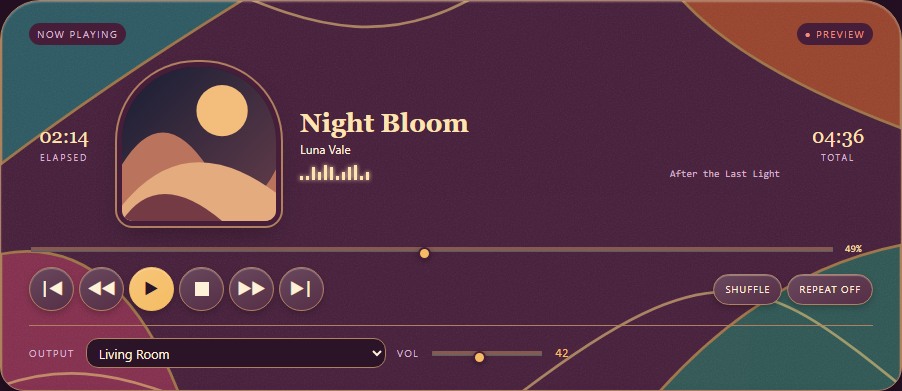 NOW PLAYING
PREVIEW
02:14
ELAPSED
Night Bloom
Luna Vale
After the Last Light
04:36
TOTAL
49%
SHUFFLE
REPEAT OFF
OUTPUT
Living Room
VOL
42